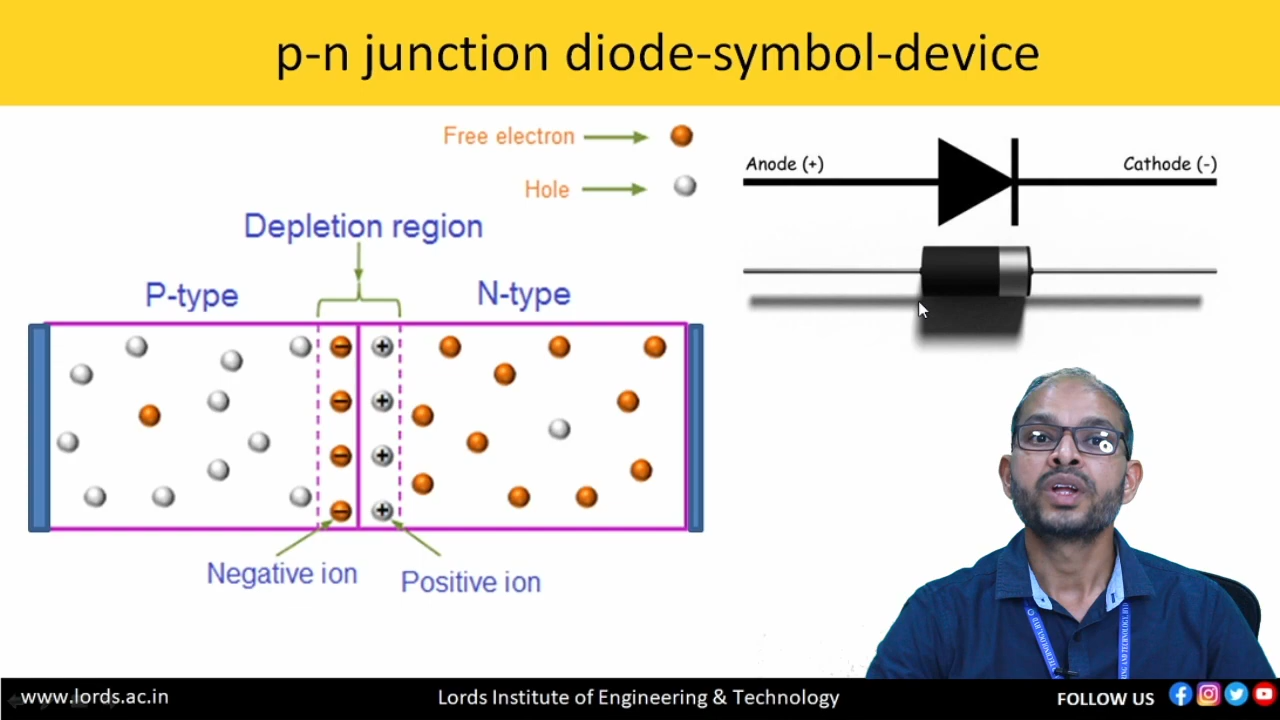 p-n junction diode-symbol-device
Free electron
Hole
Depletion region
P-type
N-type
Negative ion
Positive ion
Anode (+)
Cathode (-)
www.lords.ac.in
Lords Institute of Engineering & Technology
FOLLOW US